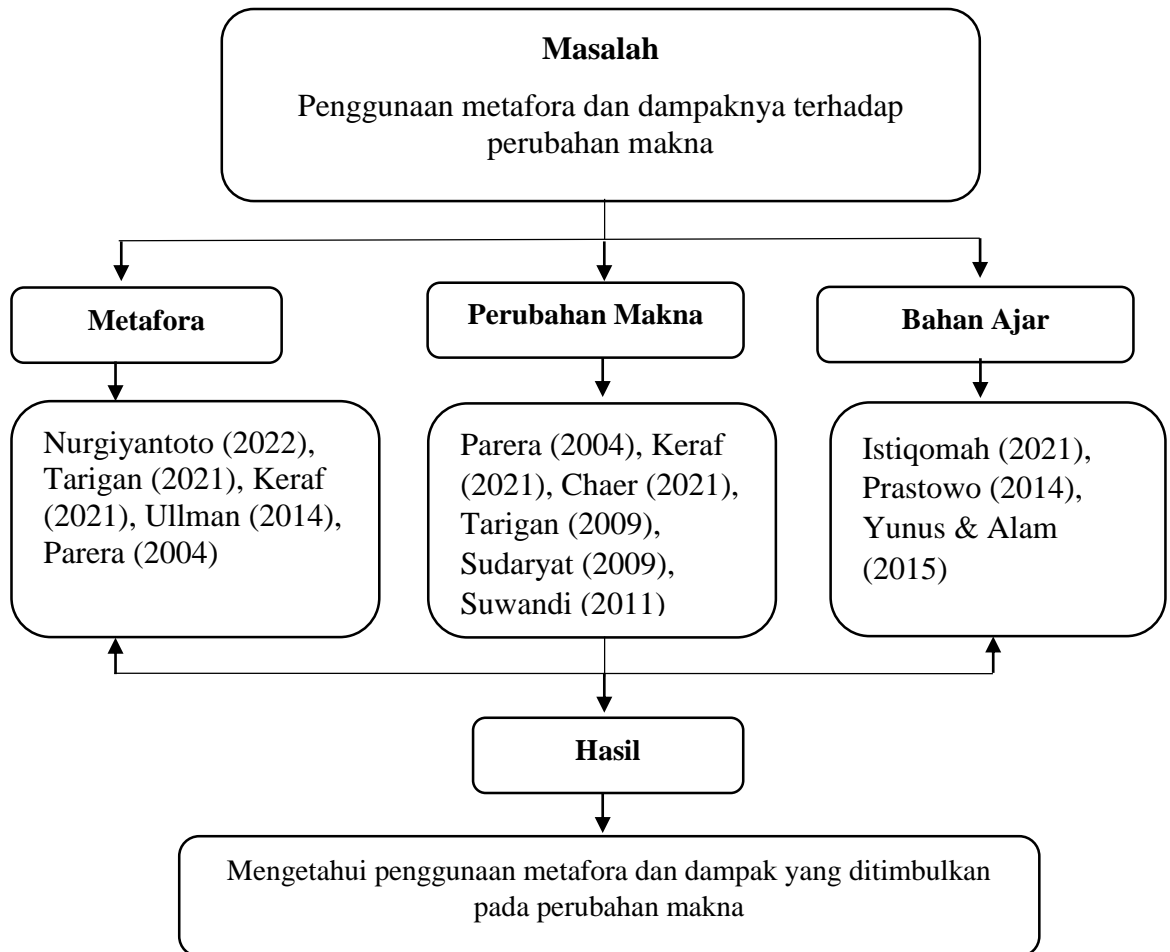 Masalah
Penggunaan metafora dan dampaknya terhadap
perubahan makna
Metafora
Perubahan Makna
Bahan Ajar
Nurgiyantoto (2022),
Tarigan (2021), Keraf
(2021), Ullman (2014),
Parera (2004)
Parera (2004), Keraf
(2021), Chaer (2021),
Tarigan (2009),
Sudaryat (2009),
Suwandi (2011)
Istiqomah (2021),
Prastowo (2014),
Yunus & Alam
(2015)
Hasil
Mengetahui penggunaan metafora dan dampak yang ditimbulkan
pada perubahan makna